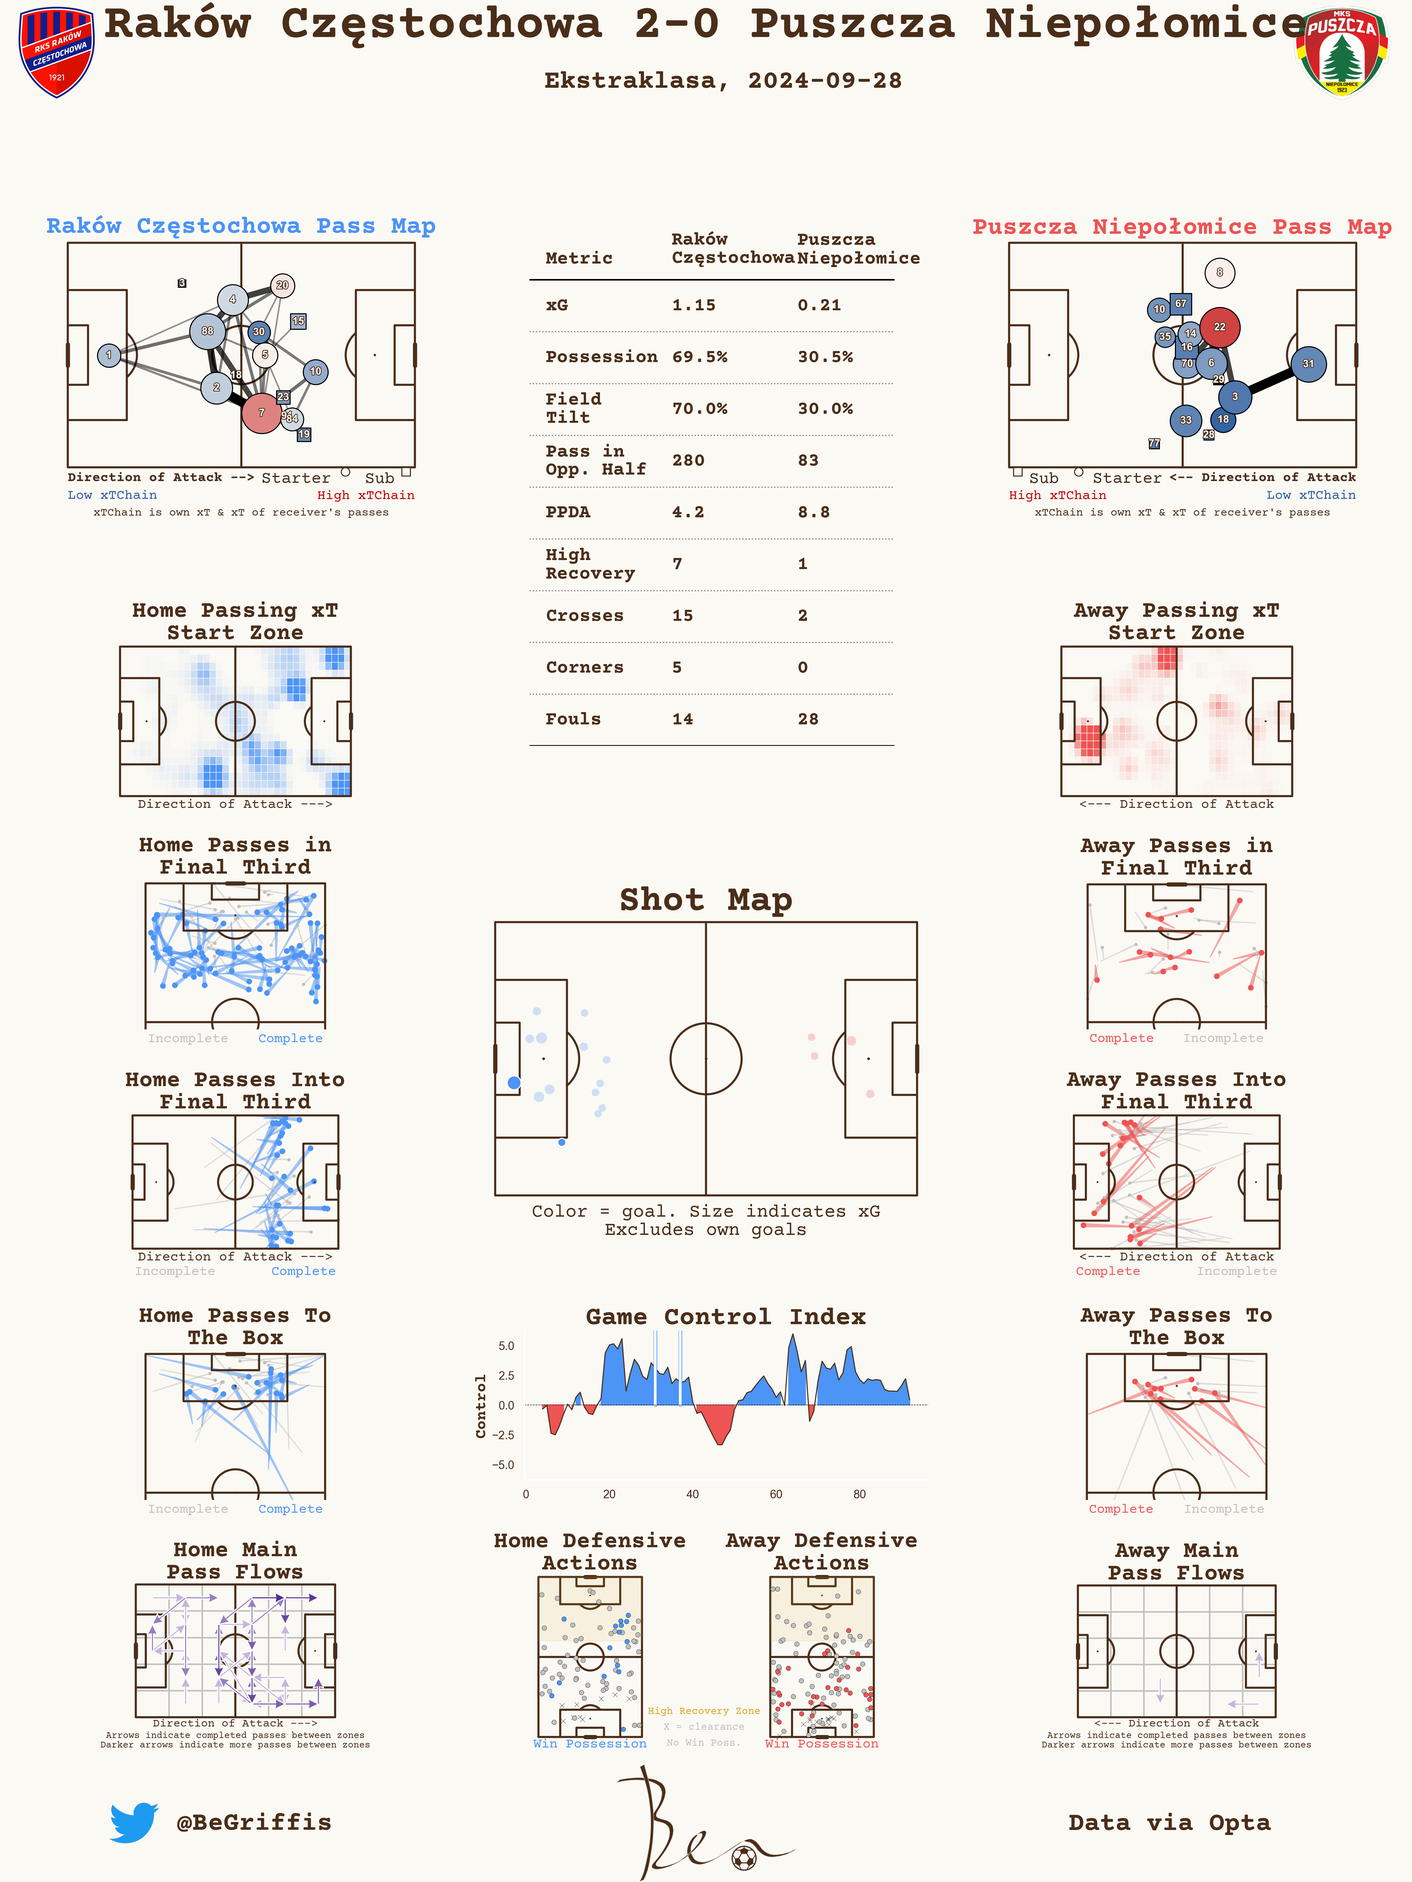 Raków Częstochowa 2-0 Puszcza Niepołomice
RKS RAKÓW
CZĘSTOCHOWA
1921
MKS
PUSZCZA
NIEPOŁOMICE
1923
Ekstraklasa, 2024-09-28
Raków Częstochowa Pass Map
3
20
4
15
88
30
1
5
18
10
2
23
7
94
19
Direction of Attack --> Starter Sub
Low xTChain High xTChain
xTChain is own xT & xT of receiver's passes
Metric Raków Częstochowa Puszcza Niepołomice
xG 1.15 0.21
Possession 69.5% 30.5%
Field Tilt 70.0% 30.0%
Pass in Opp. Half 280 83
PPDA 4.2 8.8
High Recovery 7 1
Crosses 15 2
Corners 5 0
Fouls 14 28
Puszcza Niepołomice Pass Map
8
10 67
22
35 14
16
70 6 31
29
3
33 18
28
77
Sub Starter <-- Direction of Attack
High xTChain Low xTChain
xTChain is own xT & xT of receiver's passes
Home Passing xT
Start Zone
Direction of Attack --->
Away Passing xT
Start Zone
<--- Direction of Attack
Home Passes in
Final Third
Incomplete Complete
Shot Map
Color = goal. Size indicates xG
Excludes own goals
Away Passes in
Final Third
Complete Incomplete
Home Passes Into
Final Third
Direction of Attack --->
Incomplete Complete
Away Passes Into
Final Third
<--- Direction of Attack
Complete Incomplete
Home Passes To
The Box
Incomplete Complete
Game Control Index
Control
5.0
2.5
0.0
−2.5
−5.0
0 20 40 60 80
Away Passes To
The Box
Complete Incomplete
Home Main
Pass Flows
Direction of Attack --->
Arrows indicate completed passes between zones
Darker arrows indicate more passes between zones
Home Defensive
Actions
Win Possession
High Recovery Zone
X = clearance
No Win Poss.
Away Defensive
Actions
Win Possession
Away Main
Pass Flows
<--- Direction of Attack
Arrows indicate completed passes between zones
Darker arrows indicate more passes between zones
@BeGriffis
Ben
Data via Opta